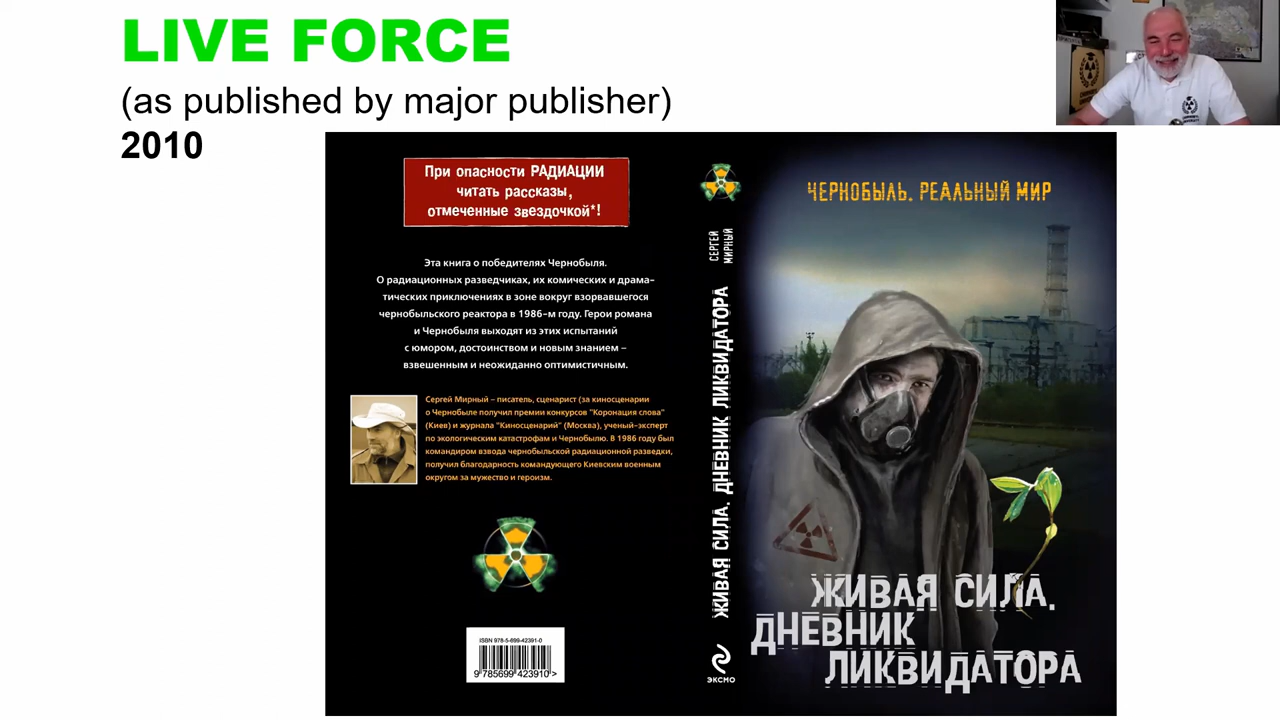 LIVE FORCE
(as published by major publisher)
2010
При опасности РАДИАЦИИ
читать рассказы,
отмеченные звездочкой*!
Эта книга о победителях Чернобыля.
О радиационных разведчиках, их комических и драма-
тических приключениях в зоне вокруг взорвавшегося
чернобыльского реактора в 1986-м году. Герои романа
и Чернобыля выходят из этих испытаний
с юмором, достоинством и новым знанием –
взвешенным и неожиданно оптимистичным.
Сергей Мирный – писатель, сценарист (за киносценарии
о Чернобыле получил премии конкурсов "Коронация слова"
(Киев) и журнала "Киносценарий" (Москва), ученый-эксперт
по экологическим катастрофам и Чернобылю. В 1986 году был
командиром взвода чернобыльской радиационной разведки,
получил благодарность командующего Киевским военным
округом за мужество и героизм.
ISBN 978-5-699-42391-0
9 785699 423910 >
СЕРГЕЙ
МИРНЫЙ
ЖИВАЯ СИЛА. ДНЕВНИК ЛИКВИДАТОРА
ЭКСМО
ЧЕРНОБЫЛЬ. РЕАЛЬНЫЙ МИР
ЖИВАЯ СИЛА.
ДНЕВНИК
ЛИКВИДАТОРА